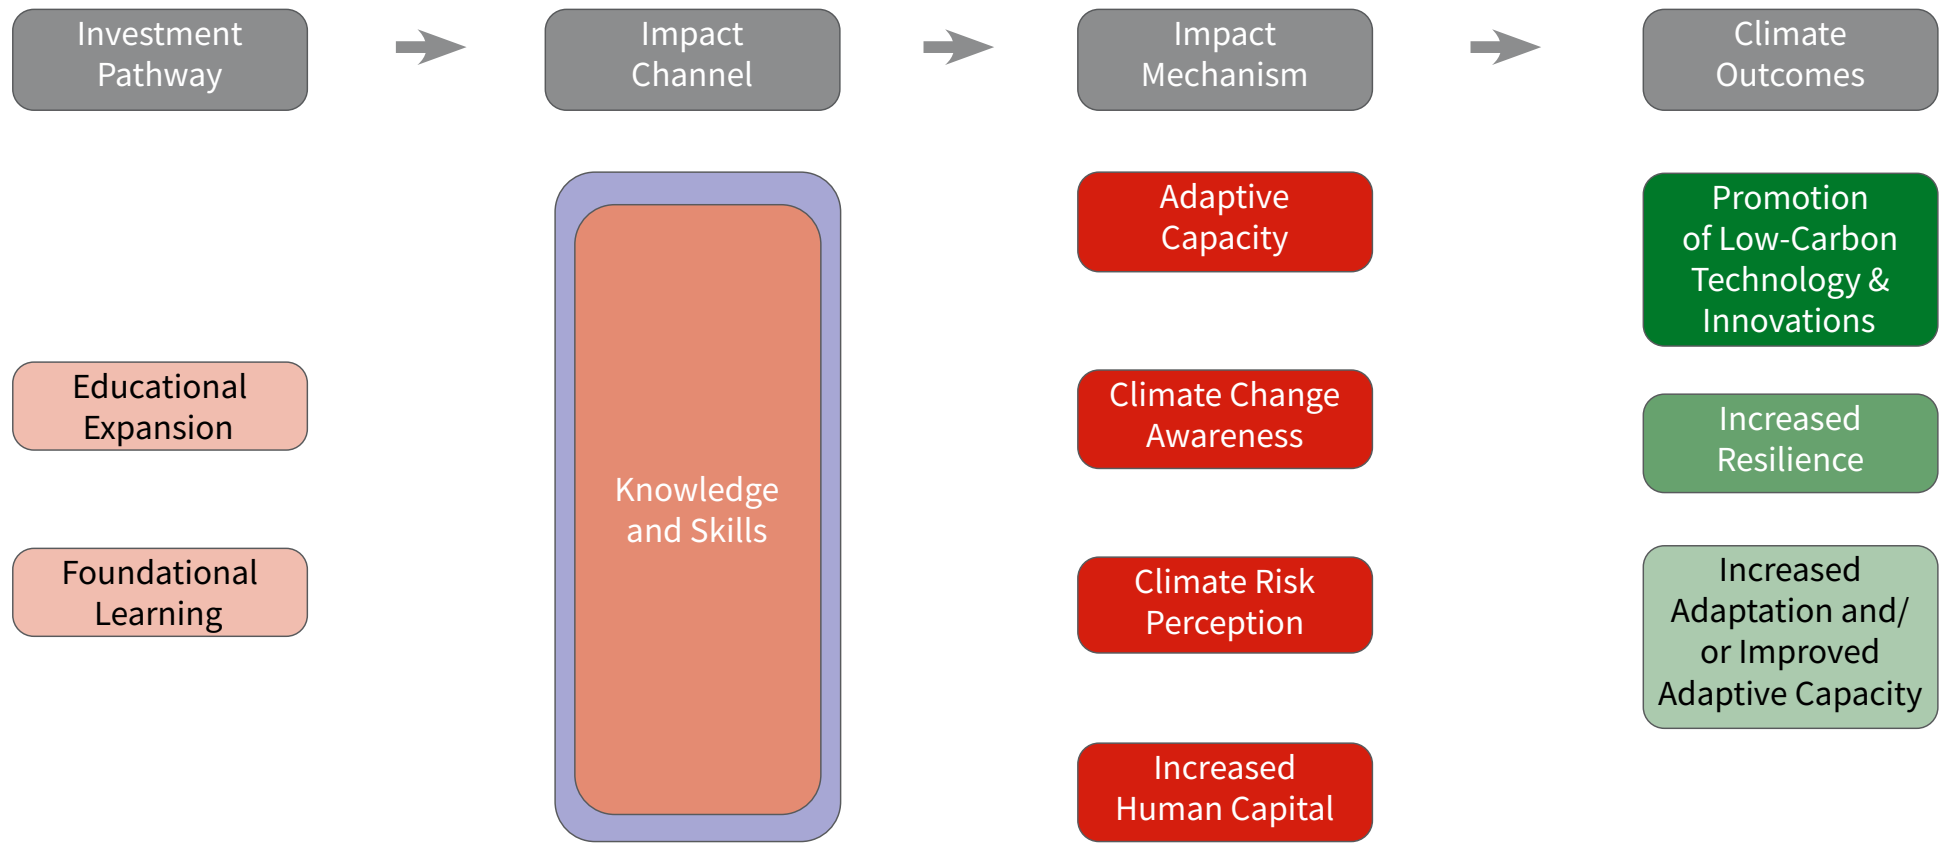 Investment
Pathway
Impact
Channel
Impact
Mechanism
Climate
Outcomes
Educational
Expansion
Foundational
Learning
Knowledge
and Skills
Adaptive
Capacity
Climate Change
Awareness
Climate Risk
Perception
Increased
Human Capital
Promotion
of Low-Carbon
Technology &
Innovations
Increased
Resilience
Increased
Adaptation and/
or Improved
Adaptive Capacity